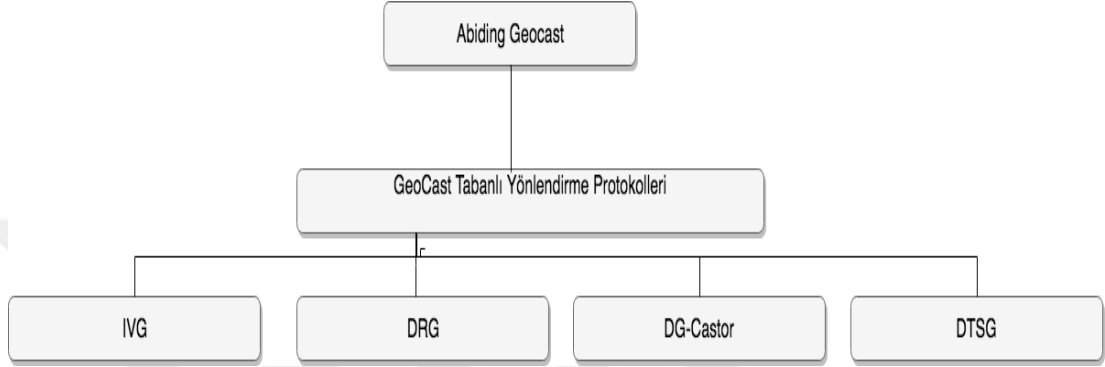 Abiding Geocast
GeoCast Tabanlı Yönlendirme Protokolleri
IVG
DRG
DG-Castor
DTSG